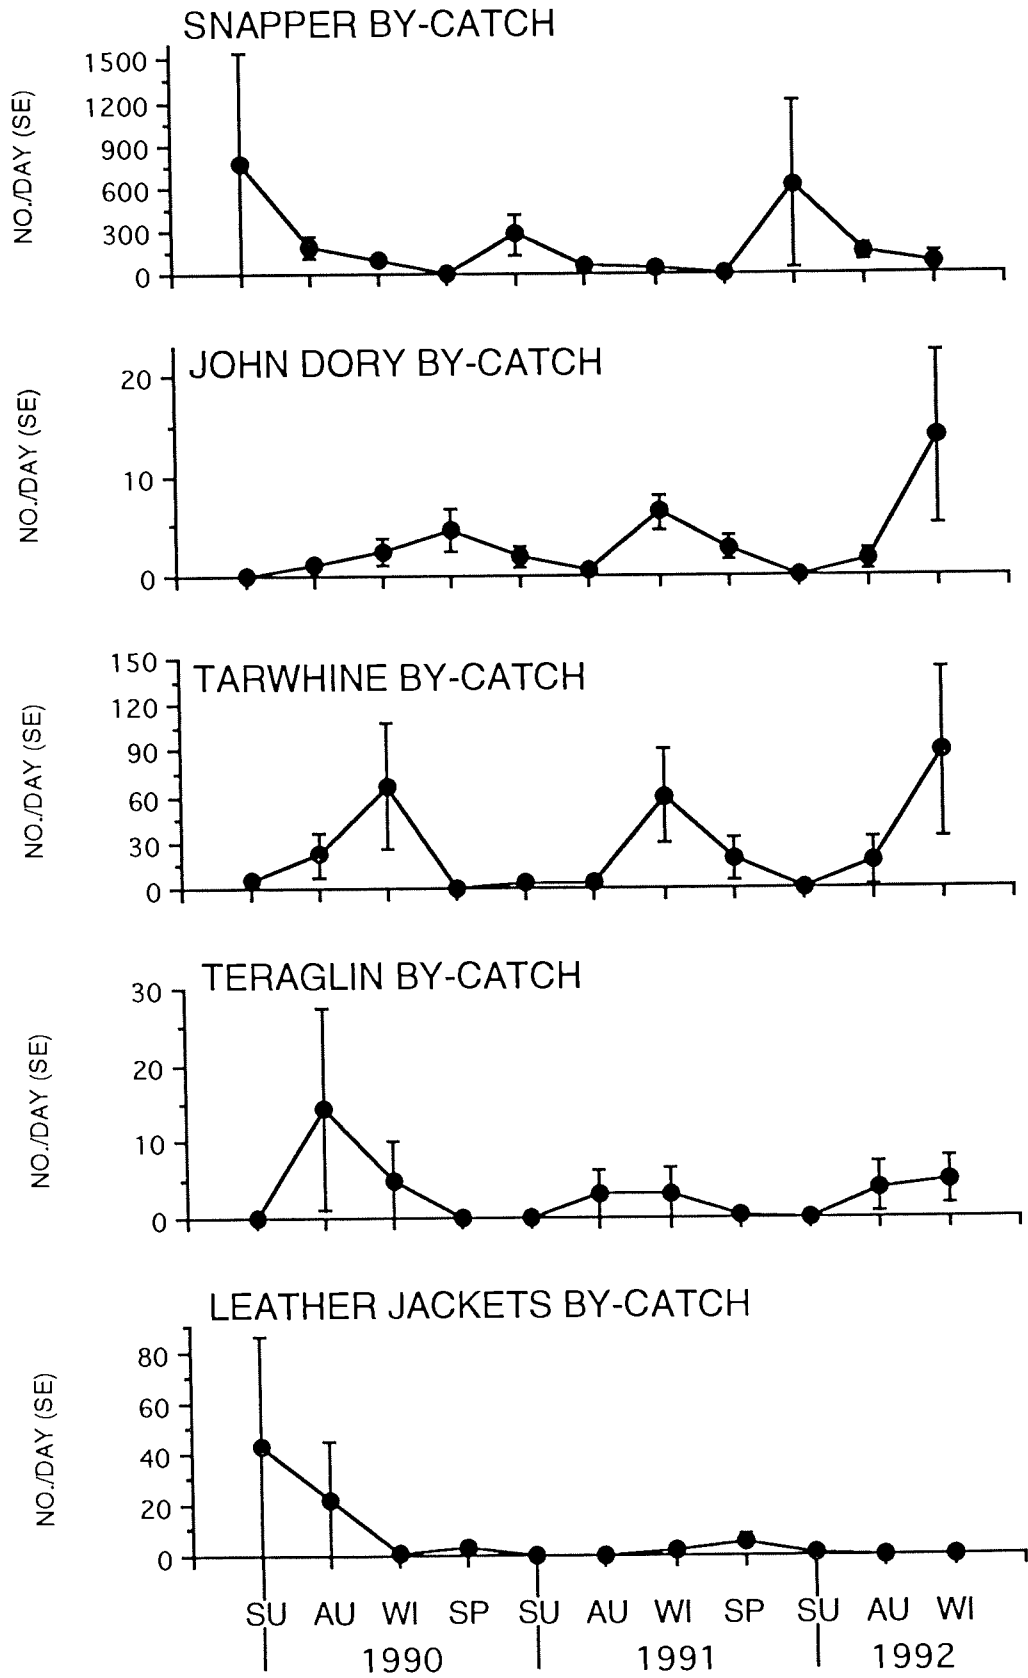 SNAPPER BY-CATCH
NO./DAY (SE)
1500
1200
900
600
300
0
JOHN DORY BY-CATCH
NO./DAY (SE)
20
10
0
TARWHINE BY-CATCH
NO./DAY (SE)
150
120
90
60
30
0
TERAGLIN BY-CATCH
NO./DAY (SE)
30
20
10
0
LEATHER JACKETS BY-CATCH
NO./DAY (SE)
80
60
40
20
0
SU AU WI SP SU AU WI SP SU AU WI
1990 1991 1992